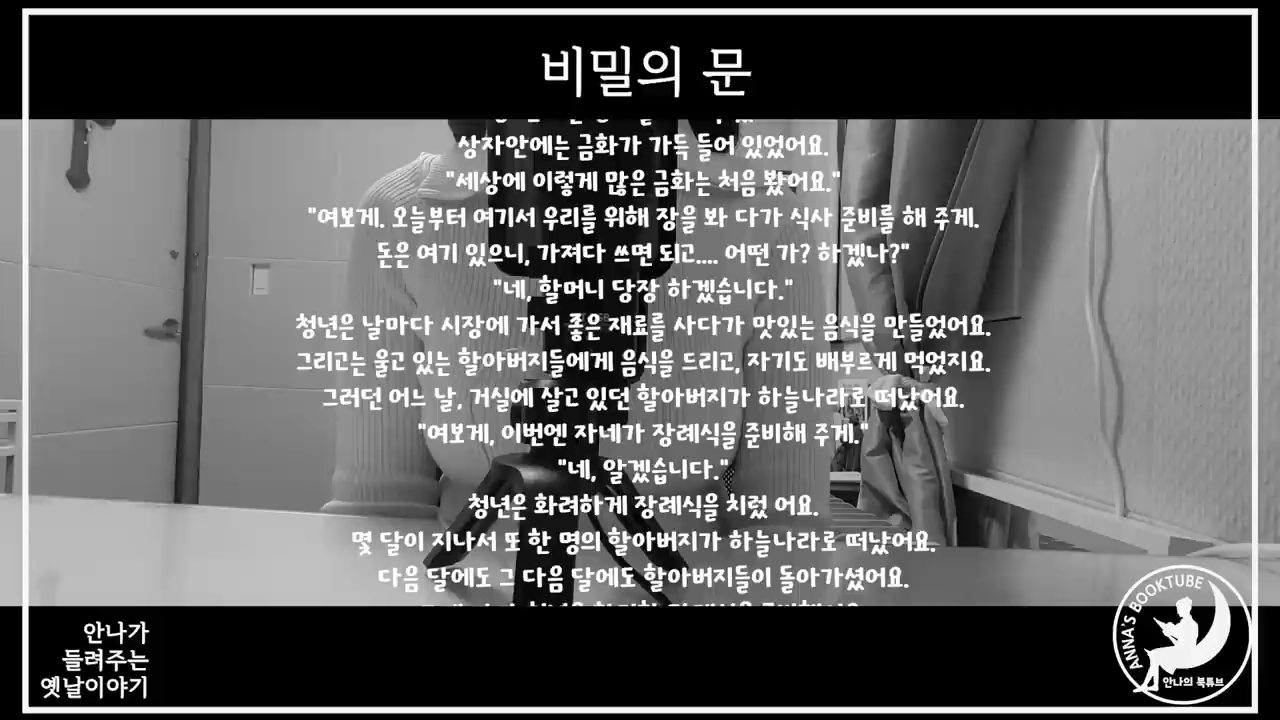 비밀의 문
상자안에는 금화가 가득 들어 있었어요.
"세상에 이렇게 많은 금화는 처음 봤어요."
"여보게. 오늘부터 여기서 우리를 위해 장을 봐 다가 식사 준비를 해 주게.
돈은 여기 있으니, 가져다 쓰면 되고.... 어떤 가? 하겠나?"
"네, 할머니 당장 하겠습니다."
청년은 날마다 시장에 가서 좋은 재료를 사다가 맛있는 음식을 만들었어요.
그리고는 울고 있는 할아버지들에게 음식을 드리고, 자기도 배부르게 먹었지요.
그러던 어느 날, 거실에 살고 있던 할아버지가 하늘나라로 떠났어요.
"여보게, 이번엔 자네가 장례식을 준비해 주게."
"네, 알겠습니다."
청년은 화려하게 장례식을 치렀 어요.
몇 달이 지나서 또 한 명의 할아버지가 하늘나라로 떠났어요.
다음 달에도 그 다음 달에도 할아버지들이 돌아가셨어요.
안나가
들려주는
옛날이야기
ANNA'S BOOKTUBE
안나의 북튜브